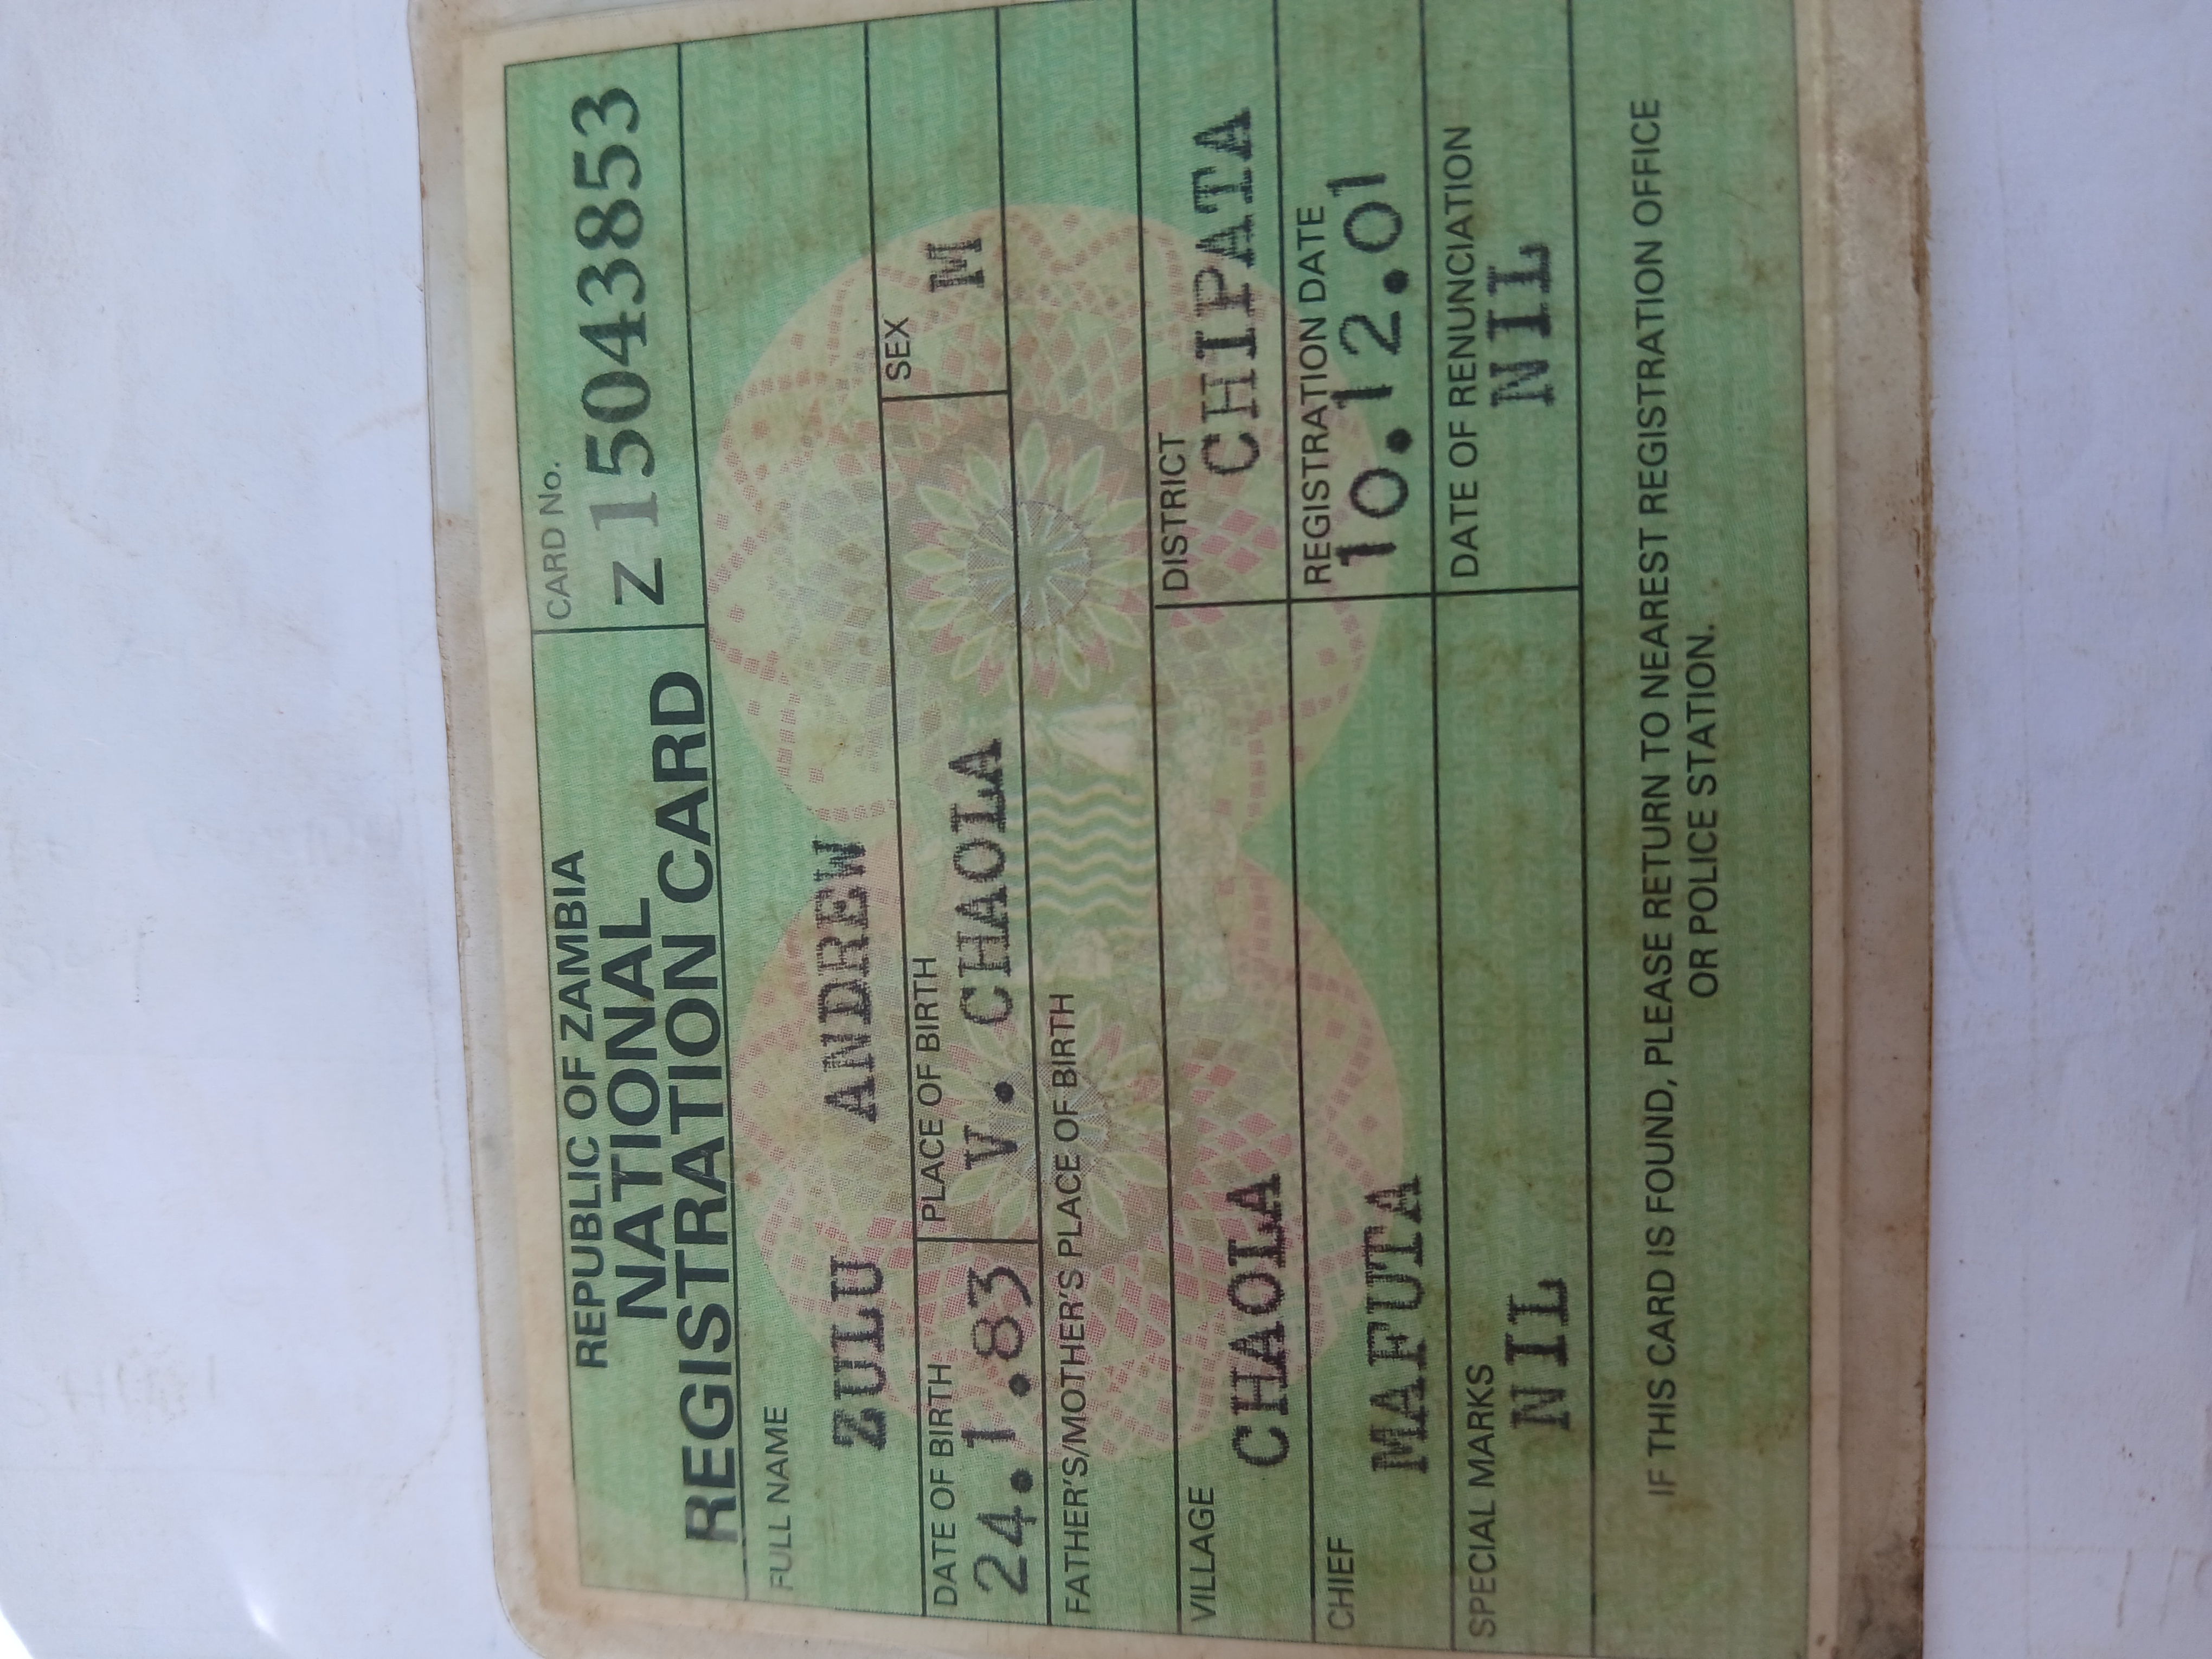 REPUBLIC OF ZAMBIA
NATIONAL
REGISTRATION CARD
CARD No.
Z 15043853
FULL NAME
ZULU ANDREW
DATE OF BIRTH
24.1.83
PLACE OF BIRTH
V. CHAOLA
SEX
M
FATHER'S/MOTHER'S PLACE OF BIRTH
VILLAGE
CHAOLA
DISTRICT
CHIPATA
CHIEF
MAFUTA
REGISTRATION DATE
10.12.01
SPECIAL MARKS
NIL
DATE OF RENUNCIATION
NIL
IF THIS CARD IS FOUND, PLEASE RETURN TO NEAREST REGISTRATION OFFICE
OR POLICE STATION.